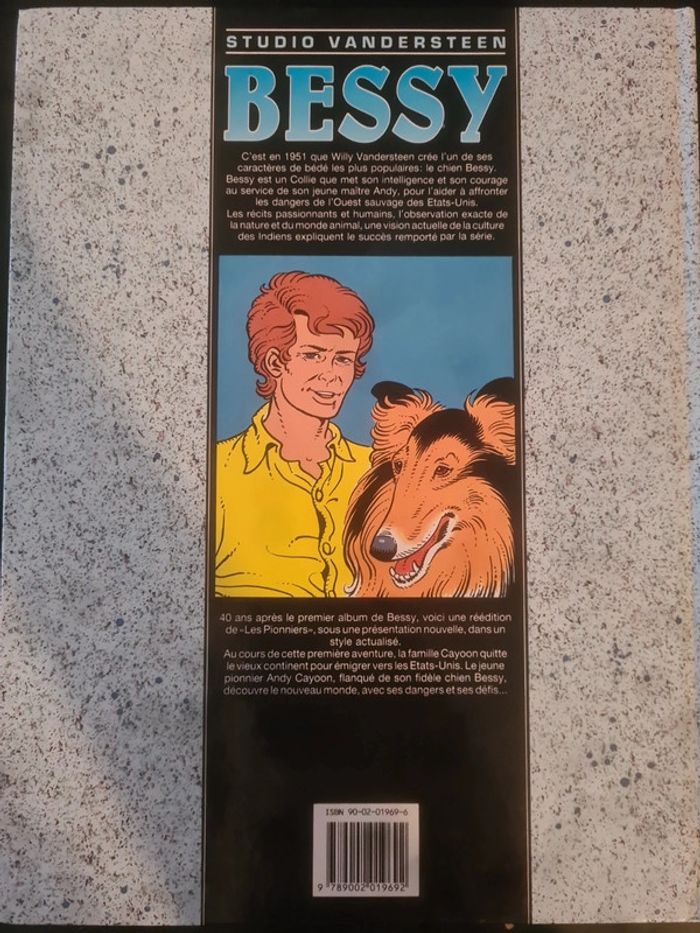 STUDIO VANDERSTEEN
BESSY
C'est en 1951 que Willy Vandersteen crée l'un de ses
caractères de bédé les plus populaires: le chien Bessy.
Bessy est un Collie que met son intelligence et son courage
au service de son jeune maître Andy, pour l'aider à affronter
les dangers de l'Ouest sauvage des Etats-Unis.
Les récits passionnants et humains, l'observation exacte de
la nature et du monde animal, une vision actuelle de la culture
des Indiens expliquent le succès remporté par la série.
40 ans après le premier album de Bessy, voici une réédition
de «Les Pionniers», sous une présentation nouvelle, dans un
style actualisé.
Au cours de cette première aventure, la famille Cayoon quitte
le vieux continent pour émigrer vers les Etats-Unis. Le jeune
pionnier Andy Cayoon, flanqué de son fidèle chien Bessy,
découvre le nouveau monde, avec ses dangers et ses défis...
ISBN 90-02-01969-6
9 789002 019692